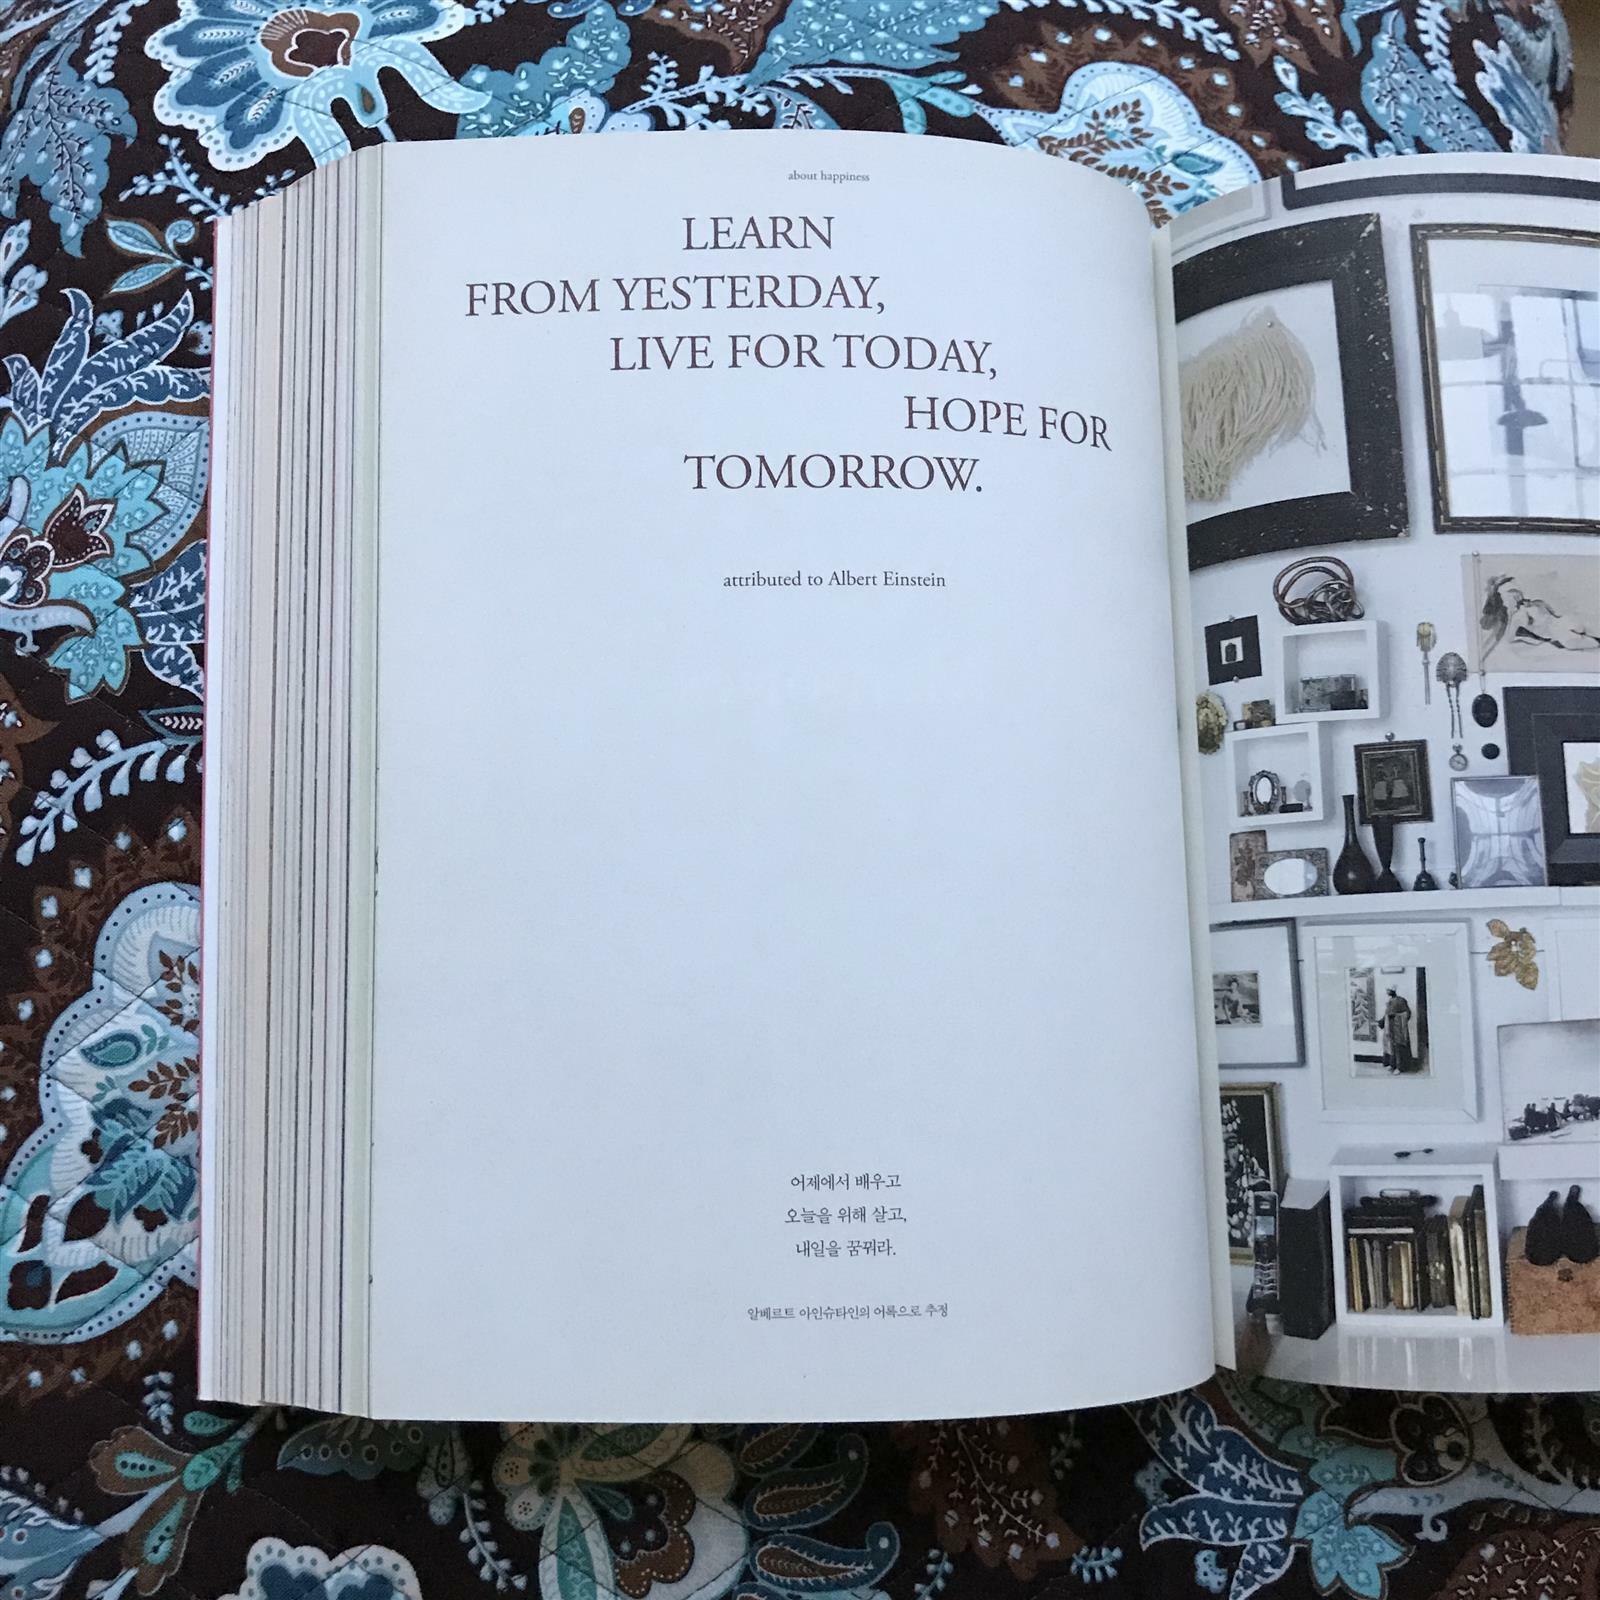 about happiness
LEARN
FROM YESTERDAY,
LIVE FOR TODAY,
HOPE FOR
TOMORROW.
attributed to Albert Einstein
어제에서 배우고
오늘을 위해 살고,
내일을 꿈꿔라.
알베르트 아인슈타인의 어록으로 추정